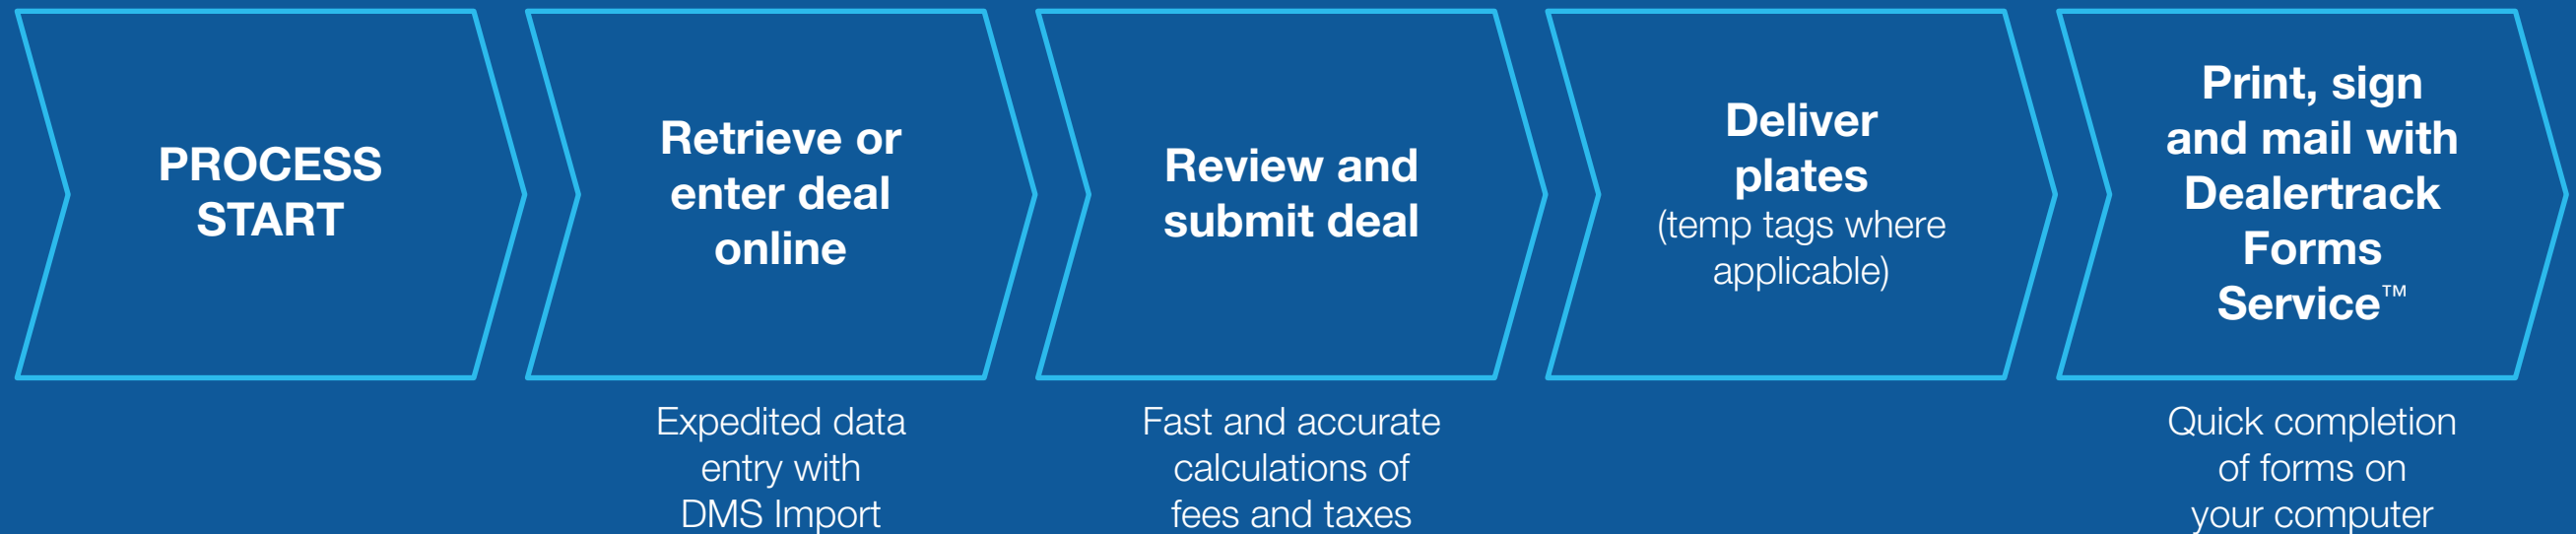 PROCESS
START
Retrieve or
enter deal
online
Expedited data
entry with
DMS Import
Review and
submit deal
Fast and accurate
calculations of
fees and taxes
Deliver
plates
(temp tags where
applicable)
Print, sign
and mail with
Dealertrack
Forms
Service™
Quick completion
of forms on
your computer